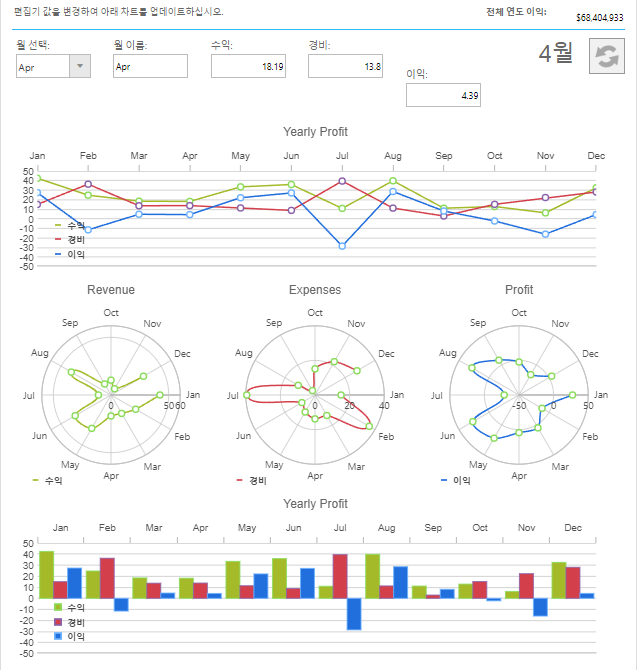 편집기 값을 변경하여 아래 차트를 업데이트하십시오.
전체 연도 이익: $68,404,933
월 선택: 월 이름: 수익: 경비: 4월
Apr Apr 18.19 13.8
이익:
4.39
Yearly Profit
Jan Feb Mar Apr May Jun Jul Aug Sep Oct Nov Dec
50
40
30
20
10
0
-10
-20
-30
-40
-50
수익
경비
이익
Revenue
Oct
Sep Nov
Aug Dec
Jul 0 50 60 Jan
Jun Feb
May Mar
Apr
수익
Expenses
Oct
Sep Nov
Aug Dec
Jul 0 20 40 Jan
Jun Feb
May Mar
Apr
경비
Profit
Oct
Sep Nov
Aug Dec
Jul -50 0 50 Jan
Jun Feb
May Mar
Apr
이익
Yearly Profit
Jan Feb Mar Apr May Jun Jul Aug Sep Oct Nov Dec
50
40
30
20
10
0
-10
-20
-30
-40
-50
수익
경비
이익